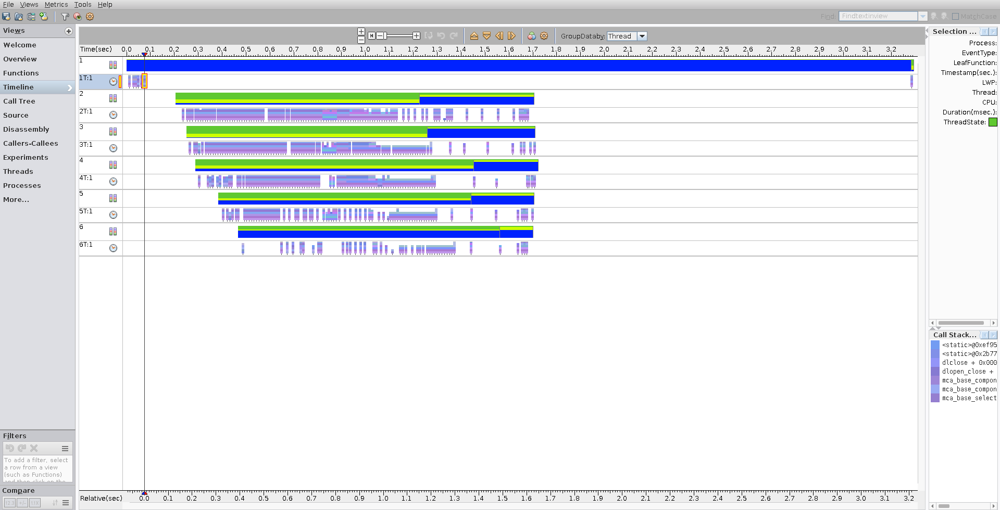 File Views Metrics Tools Help
Find: Findtextinview MatchCase
Views
Welcome
Overview
Functions
Timeline
Call Tree
Source
Disassembly
Callers-Callees
Experiments
Threads
Processes
More...
Filters
To add a filter, select
a row from a view
(such as Functions)
and then click on the
Compare
12.3 +/- 1.1X
GroupDataby: Thread
Time(sec) 0.0 0.1 0.2 0.3 0.4 0.5 0.6 0.7 0.8 0.9 1.0 1.1 1.2 1.3 1.4 1.5 1.6 1.7 1.8 1.9 2.0 2.1 2.2 2.3 2.4 2.5 2.6 2.7 2.8 2.9 3.0 3.1 3.2
1
1T:1
2
2T:1
3
3T:1
4
4T:1
5
5T:1
6
6T:1
Relative(sec) 0.0 0.1 0.2 0.3 0.4 0.5 0.6 0.7 0.8 0.9 1.0 1.1 1.2 1.3 1.4 1.5 1.6 1.7 1.8 1.9 2.0 2.1 2.2 2.3 2.4 2.5 2.6 2.7 2.8 2.9 3.0 3.1 3.2
Selection ...
Process:
EventType:
LeafFunction:
Timestamp(sec.):
LWP:
Thread:
CPU:
Duration(msec.):
ThreadState:
Call Stack...
<static>@0xef95
<static>@0x2b77
dlclose + 0x000
dlopen_close +
mca_base_compon
mca_base_compon
mca_base_select